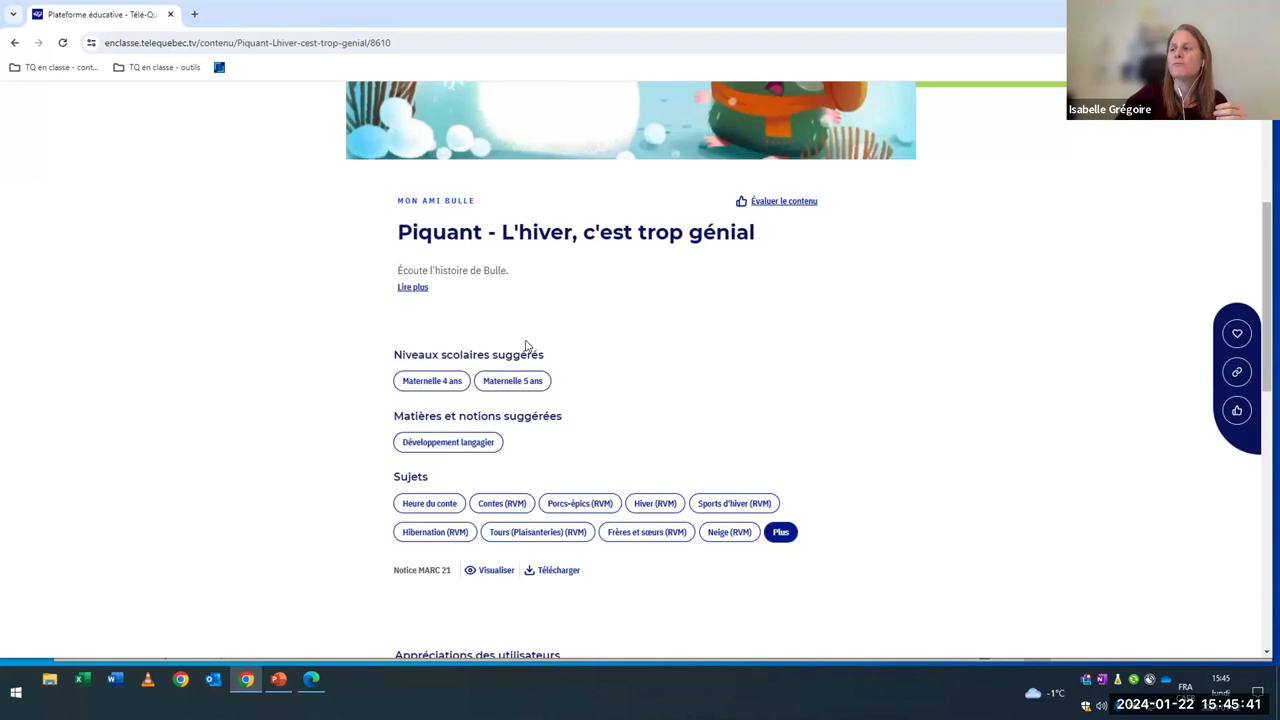 Plateforme éducative - Télé-Qu
enclasse.telequebec.tv/contenu/Piquant-Lhiver-cest-trop-genial/8610
TQ en classe - cont... TQ en classe - outils
Isabelle Grégoire
MON AMI BULLE
Évaluer le contenu
Piquant - L'hiver, c'est trop génial
Écoute l'histoire de Bulle.
Lire plus
Niveaux scolaires suggérés
Maternelle 4 ans Maternelle 5 ans
Matières et notions suggérées
Développement langagier
Sujets
Heure du conte Contes (RVM) Porcs-épics (RVM) Hiver (RVM) Sports d'hiver (RVM)
Hibernation (RVM) Tours (Plaisanteries) (RVM) Frères et sœurs (RVM) Neige (RVM) Plus
Notice MARC 21 Visualiser Télécharger
Appréciations des utilisateurs
-1°C
FRA
15:45
lundi
2024-01-22 15:45:41